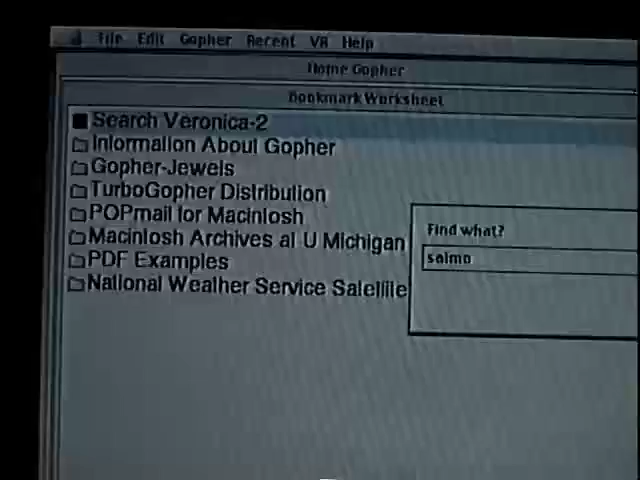 File Edit Gopher Recent VR Help
Home Gopher
Bookmark Worksheet
Search Veronica-2
Information About Gopher
Gopher-Jewels
TurboGopher Distribution
POPmail for Macintosh
Macintosh Archives at U Michigan
PDF Examples
National Weather Service Satellite
Find what?
salmo